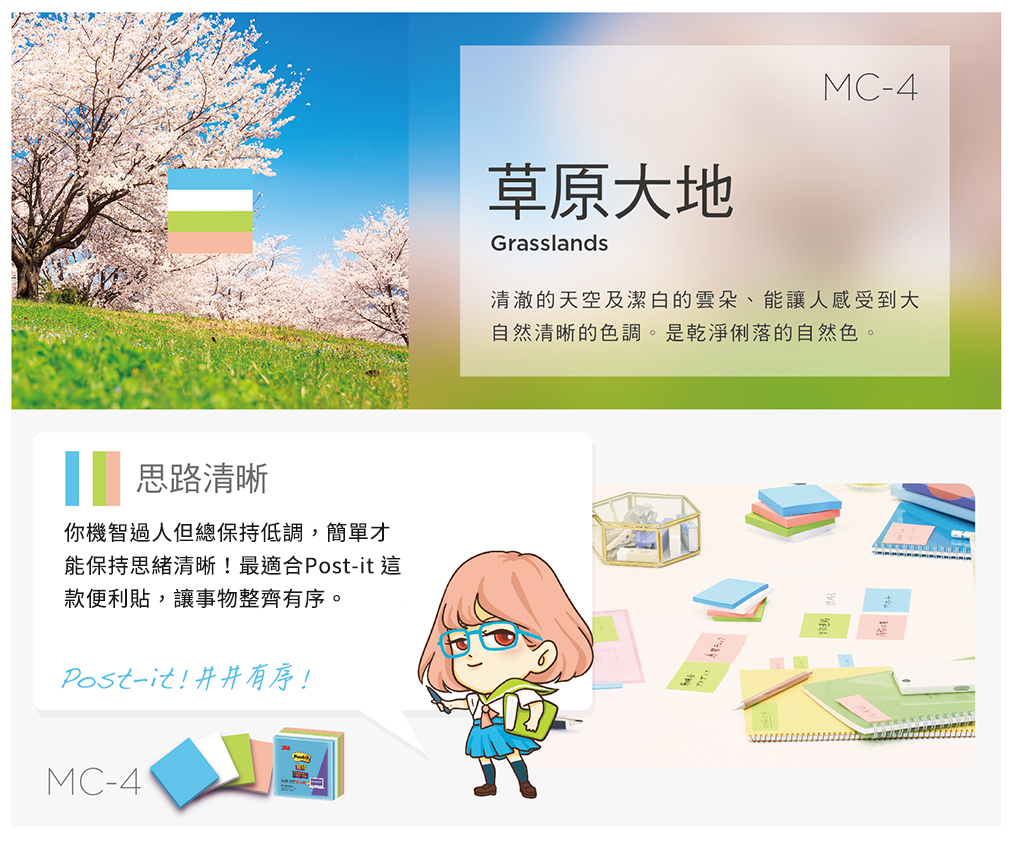 MC-4
草原大地
Grasslands
清澈的天空及潔白的雲朵、能讓人感受到大
自然清晰的色調。是乾淨俐落的自然色。
思路清晰
你機智過人但總保持低調，簡單才
能保持思緒清晰！最適合Post-it 這
款便利貼，讓事物整齊有序。
Post-it!井井有序!
MC-4
3M
Post-it